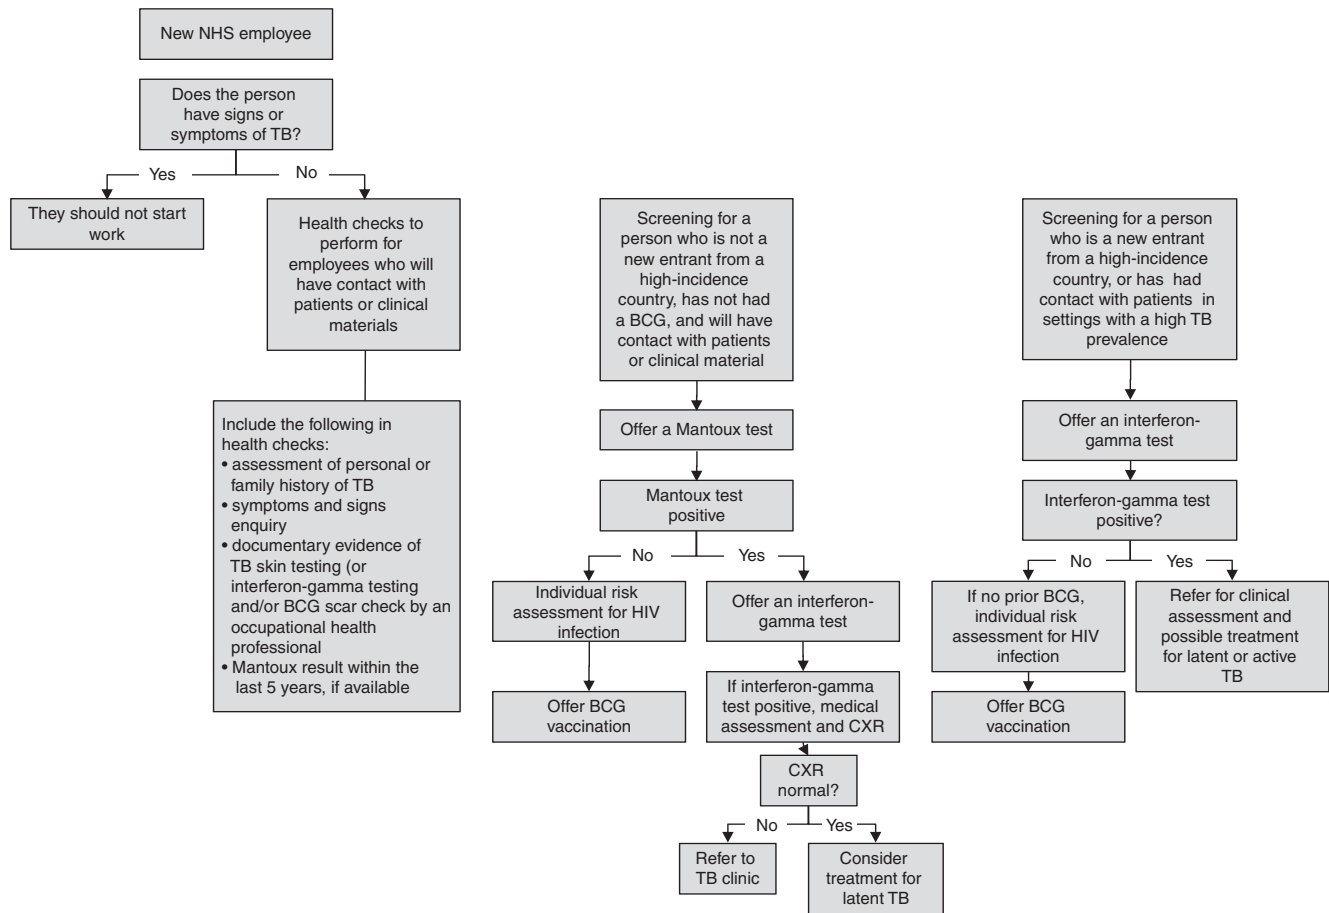 New NHS employee
Does the person
have signs or
symptoms of TB?
Yes
No
They should not start
work
Health checks to
perform for
employees who will
have contact with
patients or clinical
materials
Include the following in
health checks:
• assessment of personal or
family history of TB
• symptoms and signs
enquiry
• documentary evidence of
TB skin testing (or
interferon-gamma testing
and/or BCG scar check by an
occupational health
professional
• Mantoux result within the
last 5 years, if available
Screening for a
person who is not a
new entrant from a
high-incidence
country, has not had
a BCG, and will have
contact with patients
or clinical material
Offer a Mantoux test
Mantoux test
positive
No
Yes
Individual risk
assessment for HIV
infection
Offer BCG
vaccination
Offer an interferon-
gamma test
If interferon-gamma
test positive, medical
assessment and CXR
CXR
normal?
No
Yes
Refer to
TB clinic
Consider
treatment for
latent TB
Screening for a person
who is a new entrant
from a high-incidence
country, or has had
contact with patients in
settings with a high TB
prevalence
Offer an interferon-
gamma test
Interferon-gamma test
positive?
No
Yes
If no prior BCG,
individual risk
assessment for HIV
infection
Offer BCG
vaccination
Refer for clinical
assessment and
possible treatment
for latent or active
TB